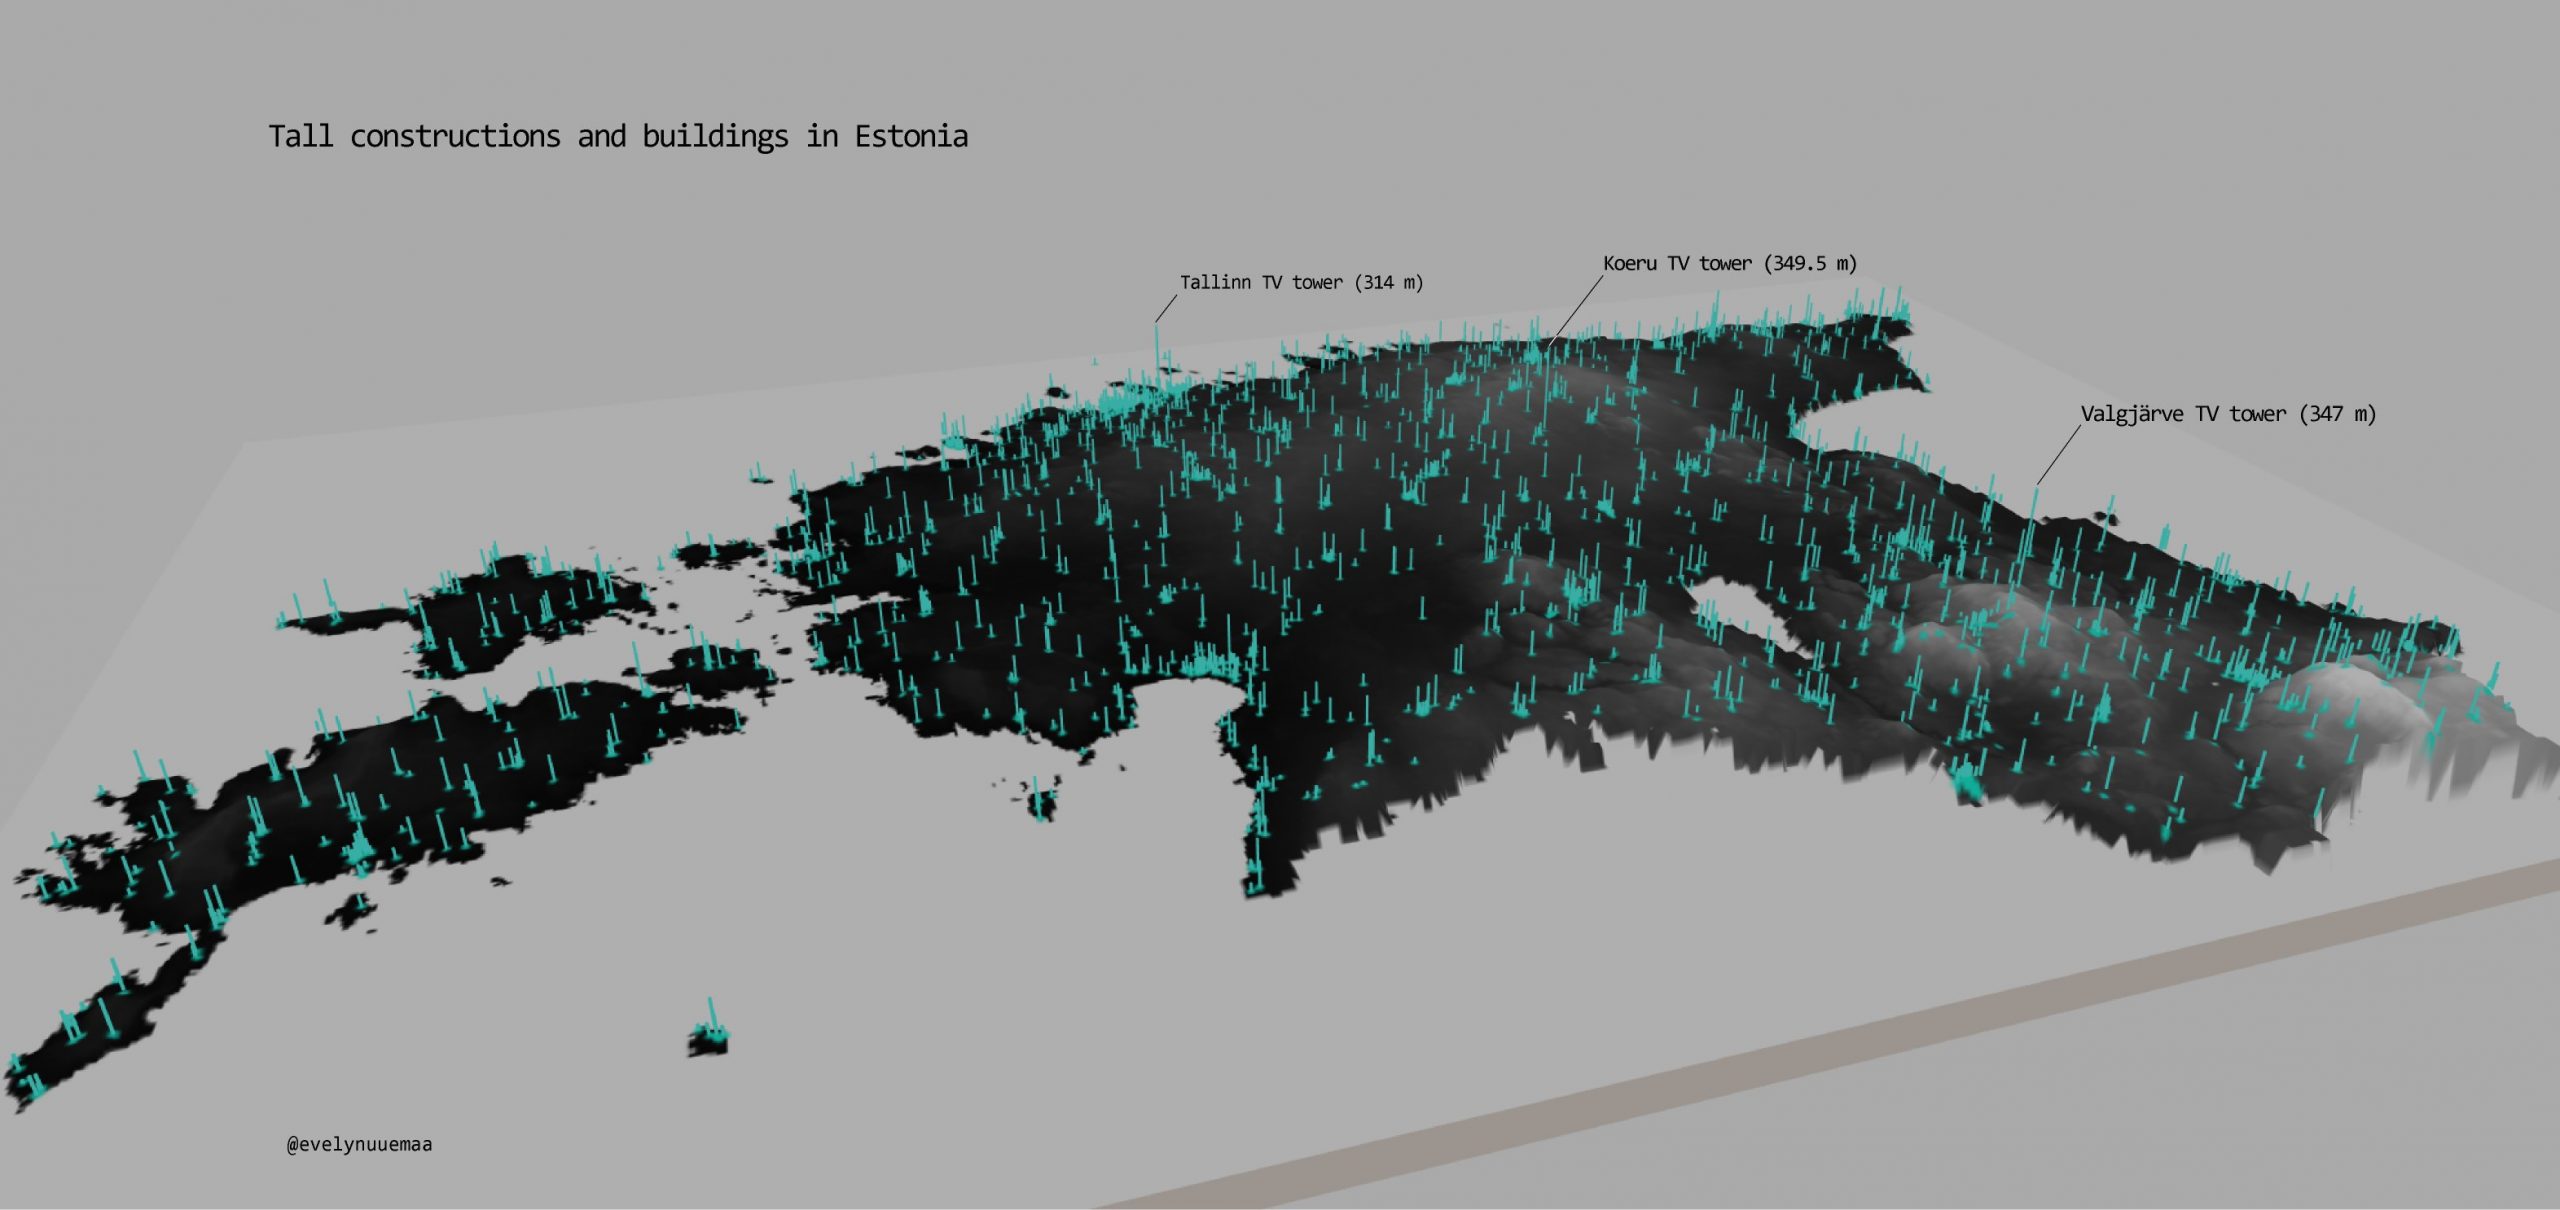 Tall constructions and buildings in Estonia
Koeru TV tower (349.5 m)
Tallinn TV tower (314 m)
Valgjärve TV tower (347 m)
@evelynuuemaa